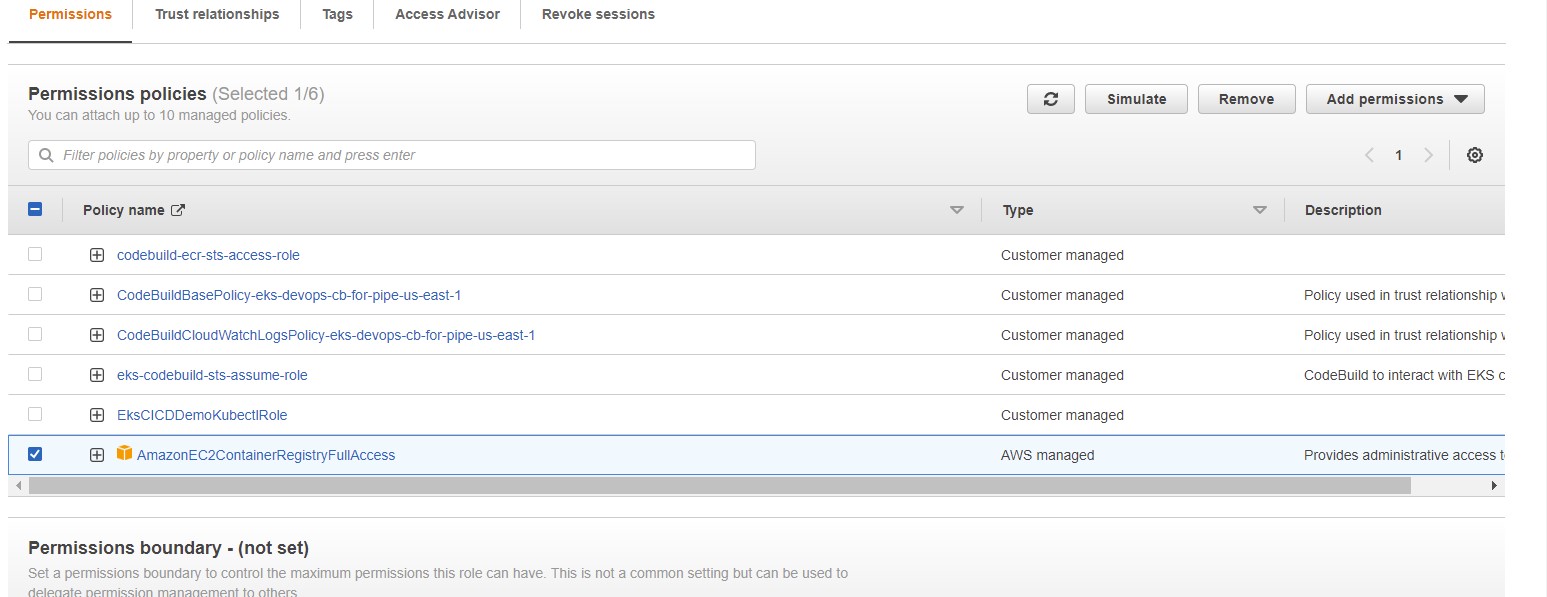 Permissions Trust relationships Tags Access Advisor Revoke sessions
Permissions policies (Selected 1/6)
You can attach up to 10 managed policies.
Simulate Remove Add permissions
Filter policies by property or policy name and press enter
1
Policy name Type Description
codebuild-ecr-sts-access-role Customer managed
CodeBuildBasePolicy-eks-devops-cb-for-pipe-us-east-1 Customer managed Policy used in trust relationship
CodeBuildCloudWatchLogsPolicy-eks-devops-cb-for-pipe-us-east-1 Customer managed Policy used in trust relationship
eks-codebuild-sts-assume-role Customer managed CodeBuild to interact with EKS c
EksCICDDemoKubectlRole Customer managed
AmazonEC2ContainerRegistryFullAccess AWS managed Provides administrative access
Permissions boundary - (not set)
Set a permissions boundary to control the maximum permissions this role can have. This is not a common setting but can be used to
delegate permission management to others